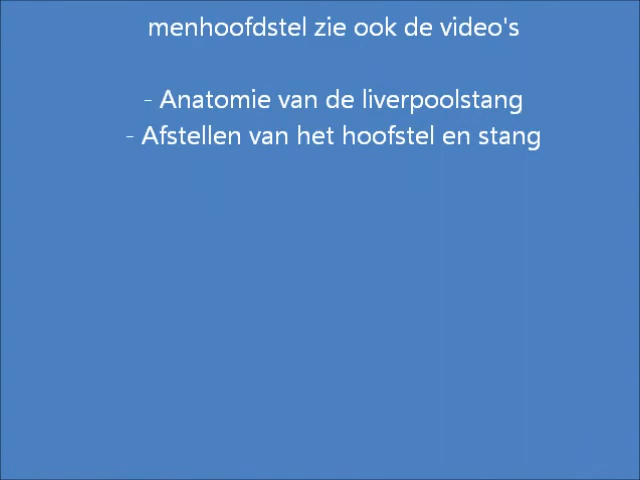 menhoofdstel zie ook de video's
- Anatomie van de liverpoolstang
- Afstellen van het hoofstel en stang